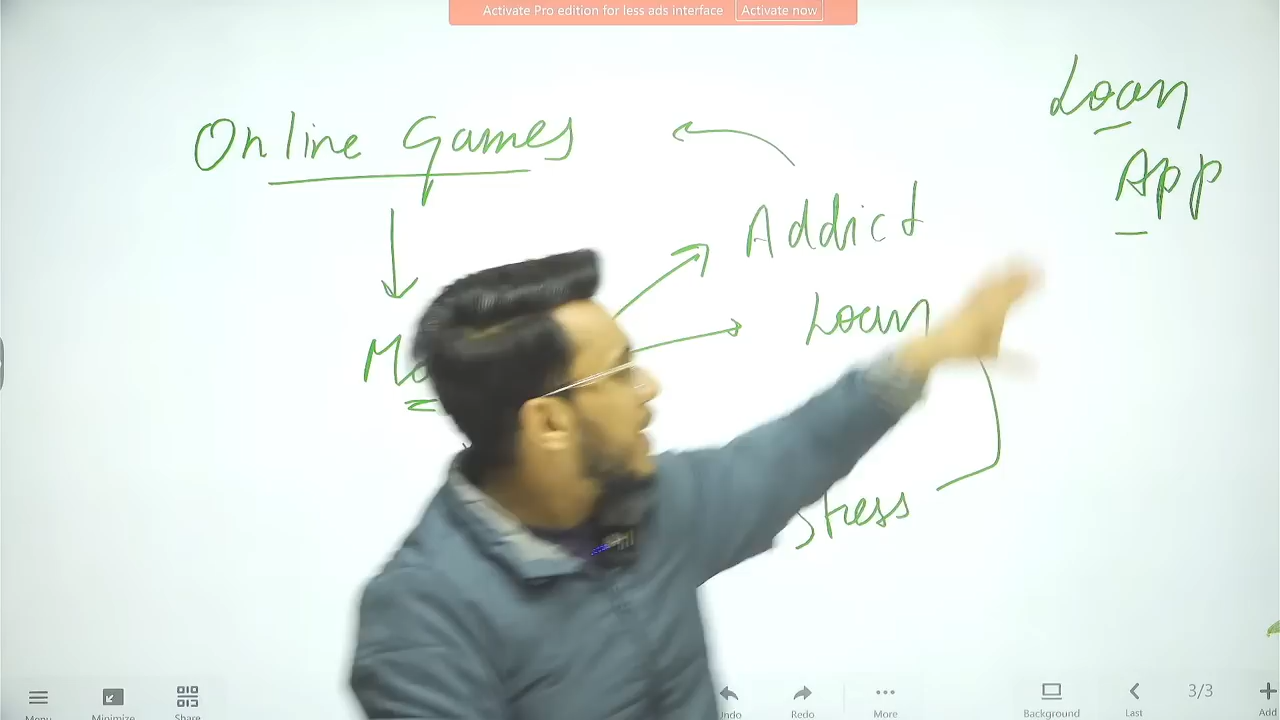 Activate Pro edition for less ads interface Activate now
Loan
App
Online Games
Addict
Loan
stress
Menu
Minimize
Share
Undo
Redo
More
Background
Last
3/3
Add